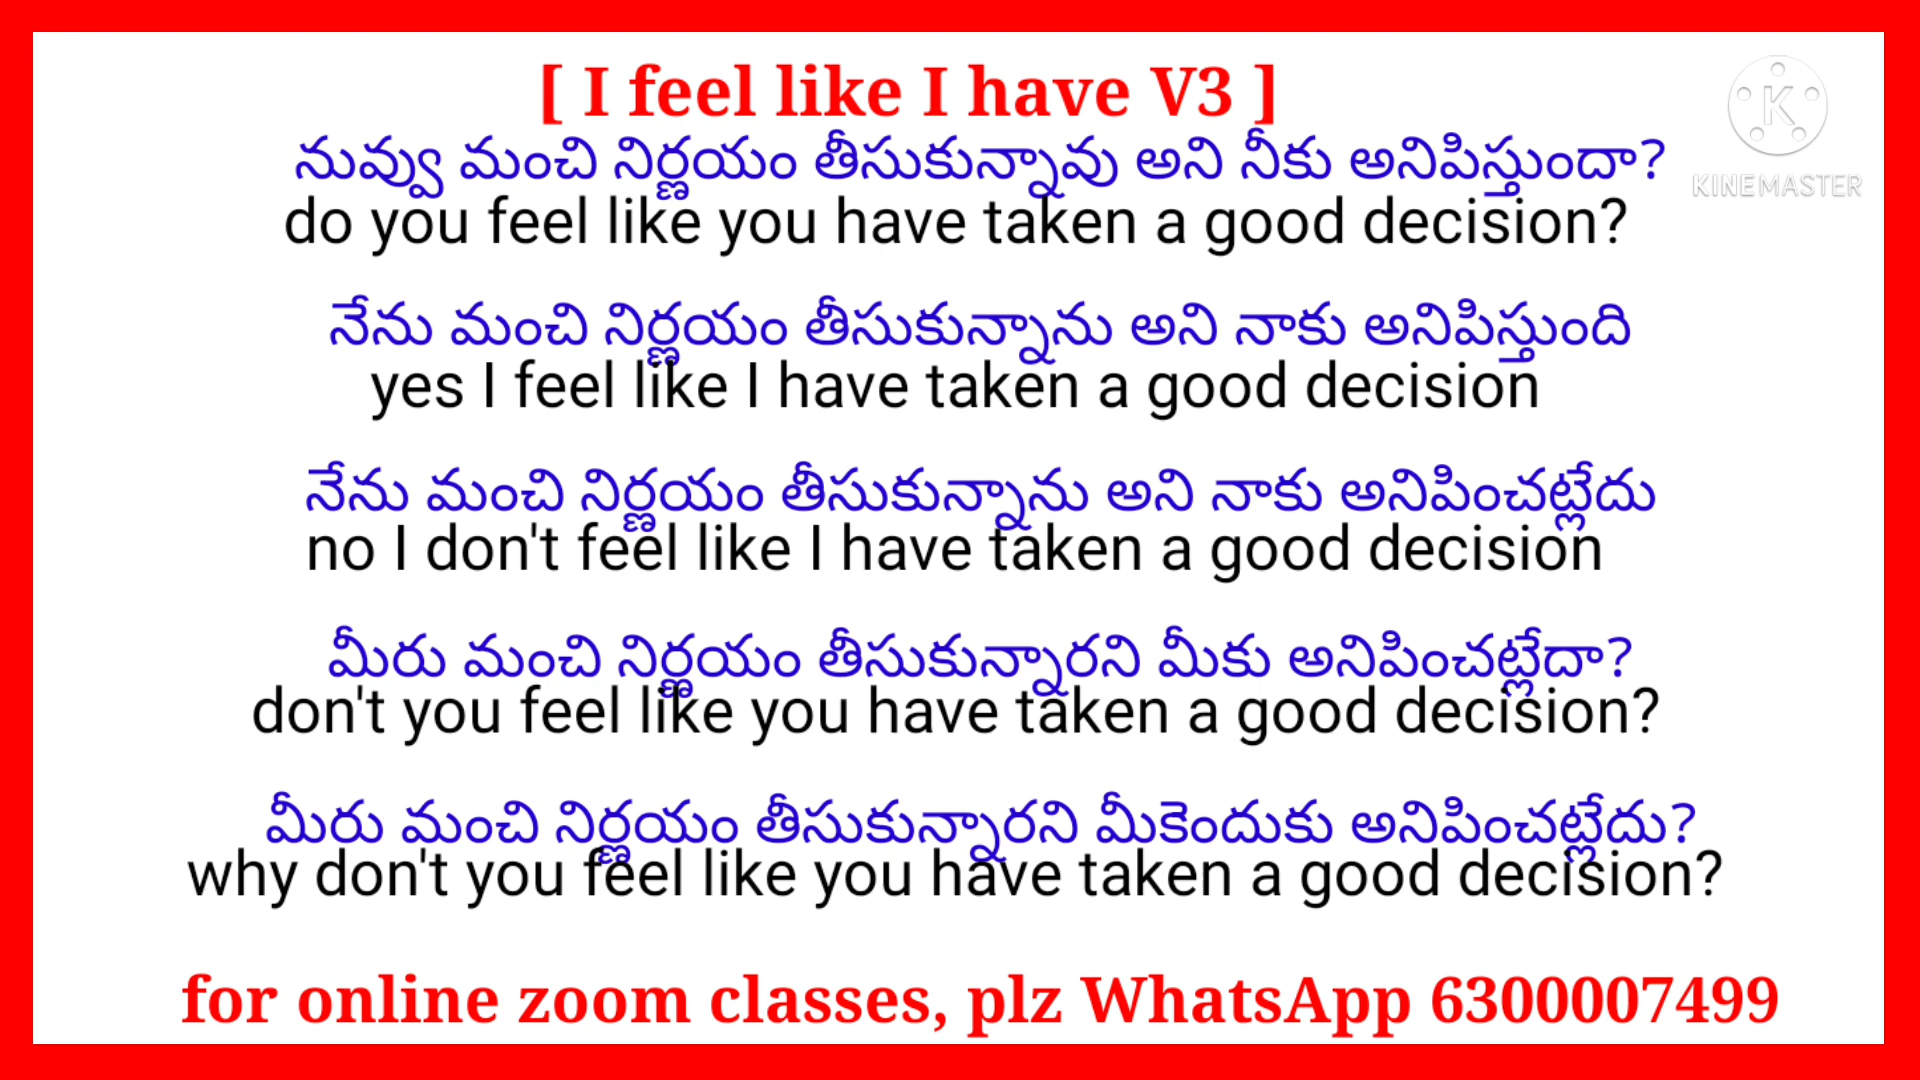 [ I feel like I have V3 ]
K
KINEMASTER
నువ్వు మంచి నిర్ణయం తీసుకున్నావు అని నీకు అనిపిస్తుందా?
do you feel like you have taken a good decision?
నేను మంచి నిర్ణయం తీసుకున్నాను అని నాకు అనిపిస్తుంది
yes I feel like I have taken a good decision
నేను మంచి నిర్ణయం తీసుకున్నాను అని నాకు అనిపించట్లేదు
no I don't feel like I have taken a good decision
మీరు మంచి నిర్ణయం తీసుకున్నారని మీకు అనిపించట్లేదా?
don't you feel like you have taken a good decision?
మీరు మంచి నిర్ణయం తీసుకున్నారని మీకెందుకు అనిపించట్లేదు?
why don't you feel like you have taken a good decision?
for online zoom classes, plz WhatsApp 6300007499